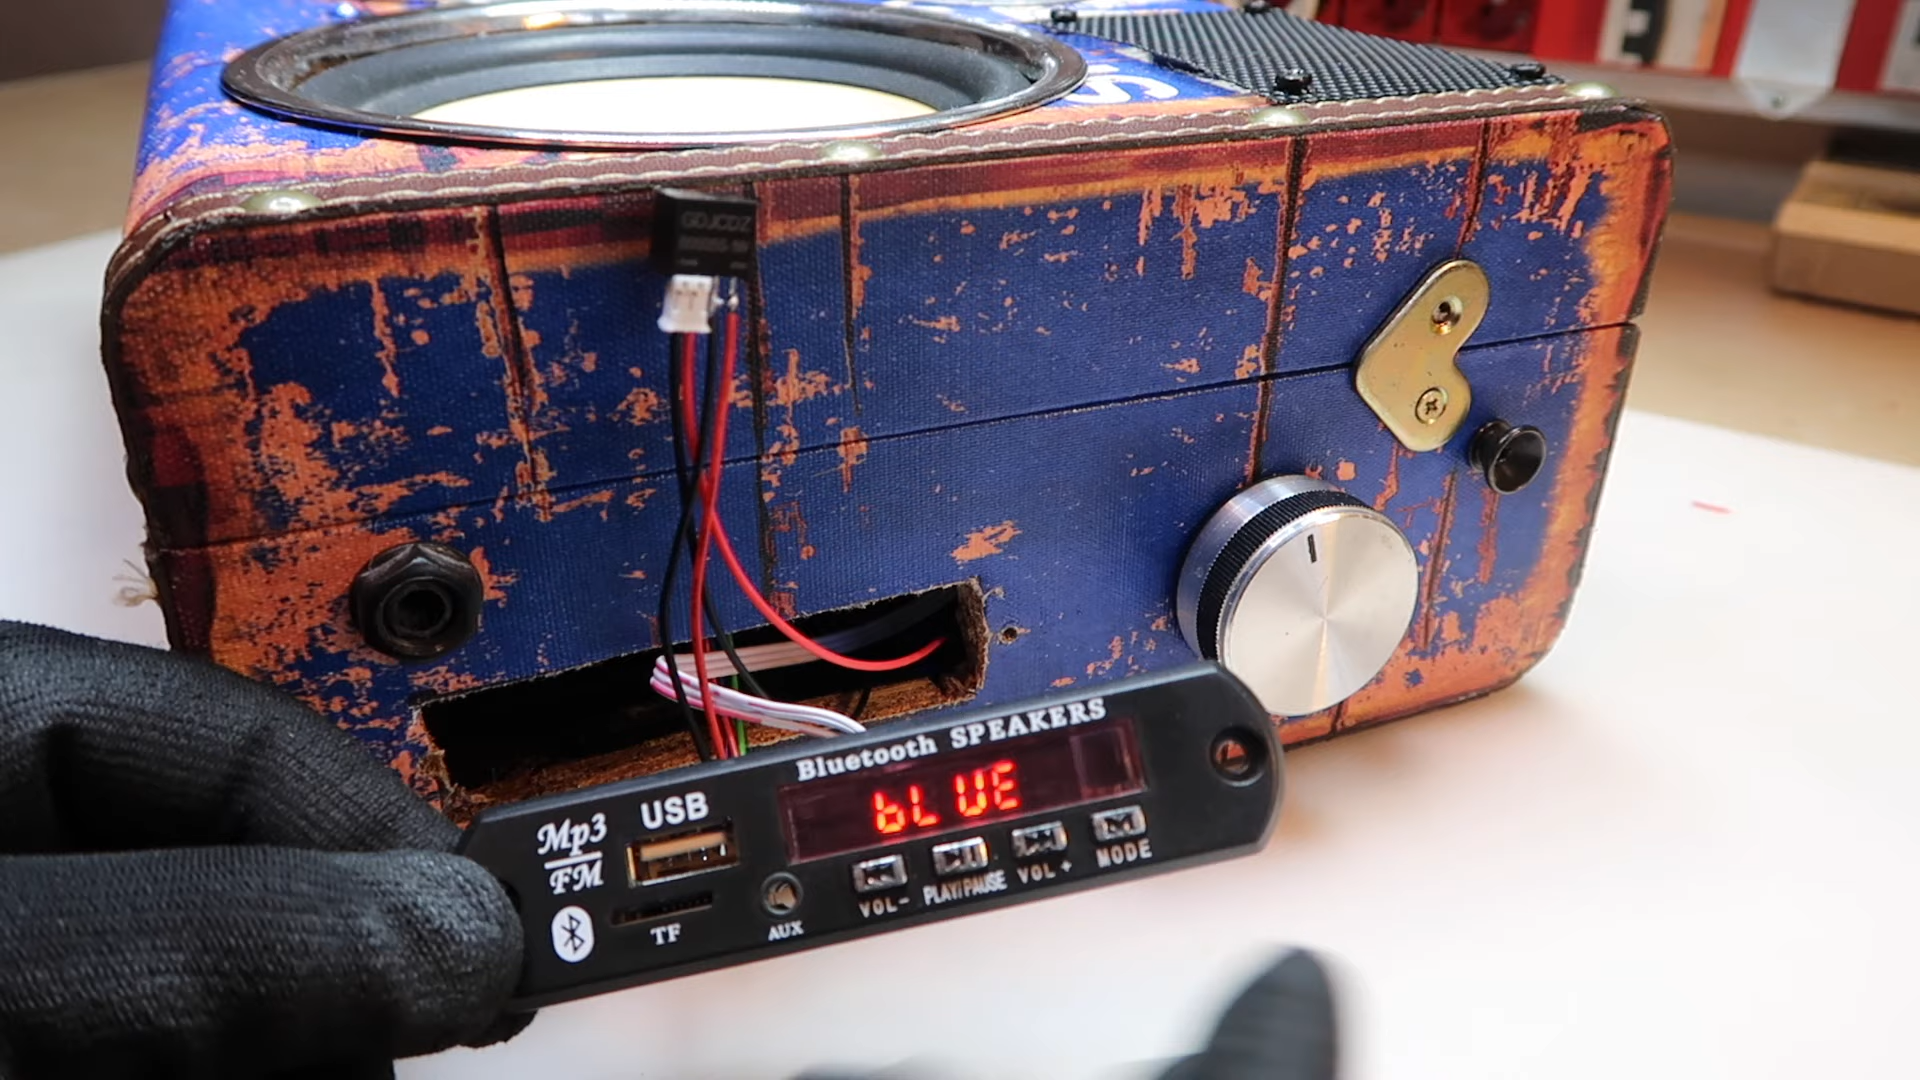 S
Bluetooth SPEAKERS
USB
Mp3
FM
bLUE
TF
AUX
VOL-
PLAY/PAUSE
VOL+
MODE